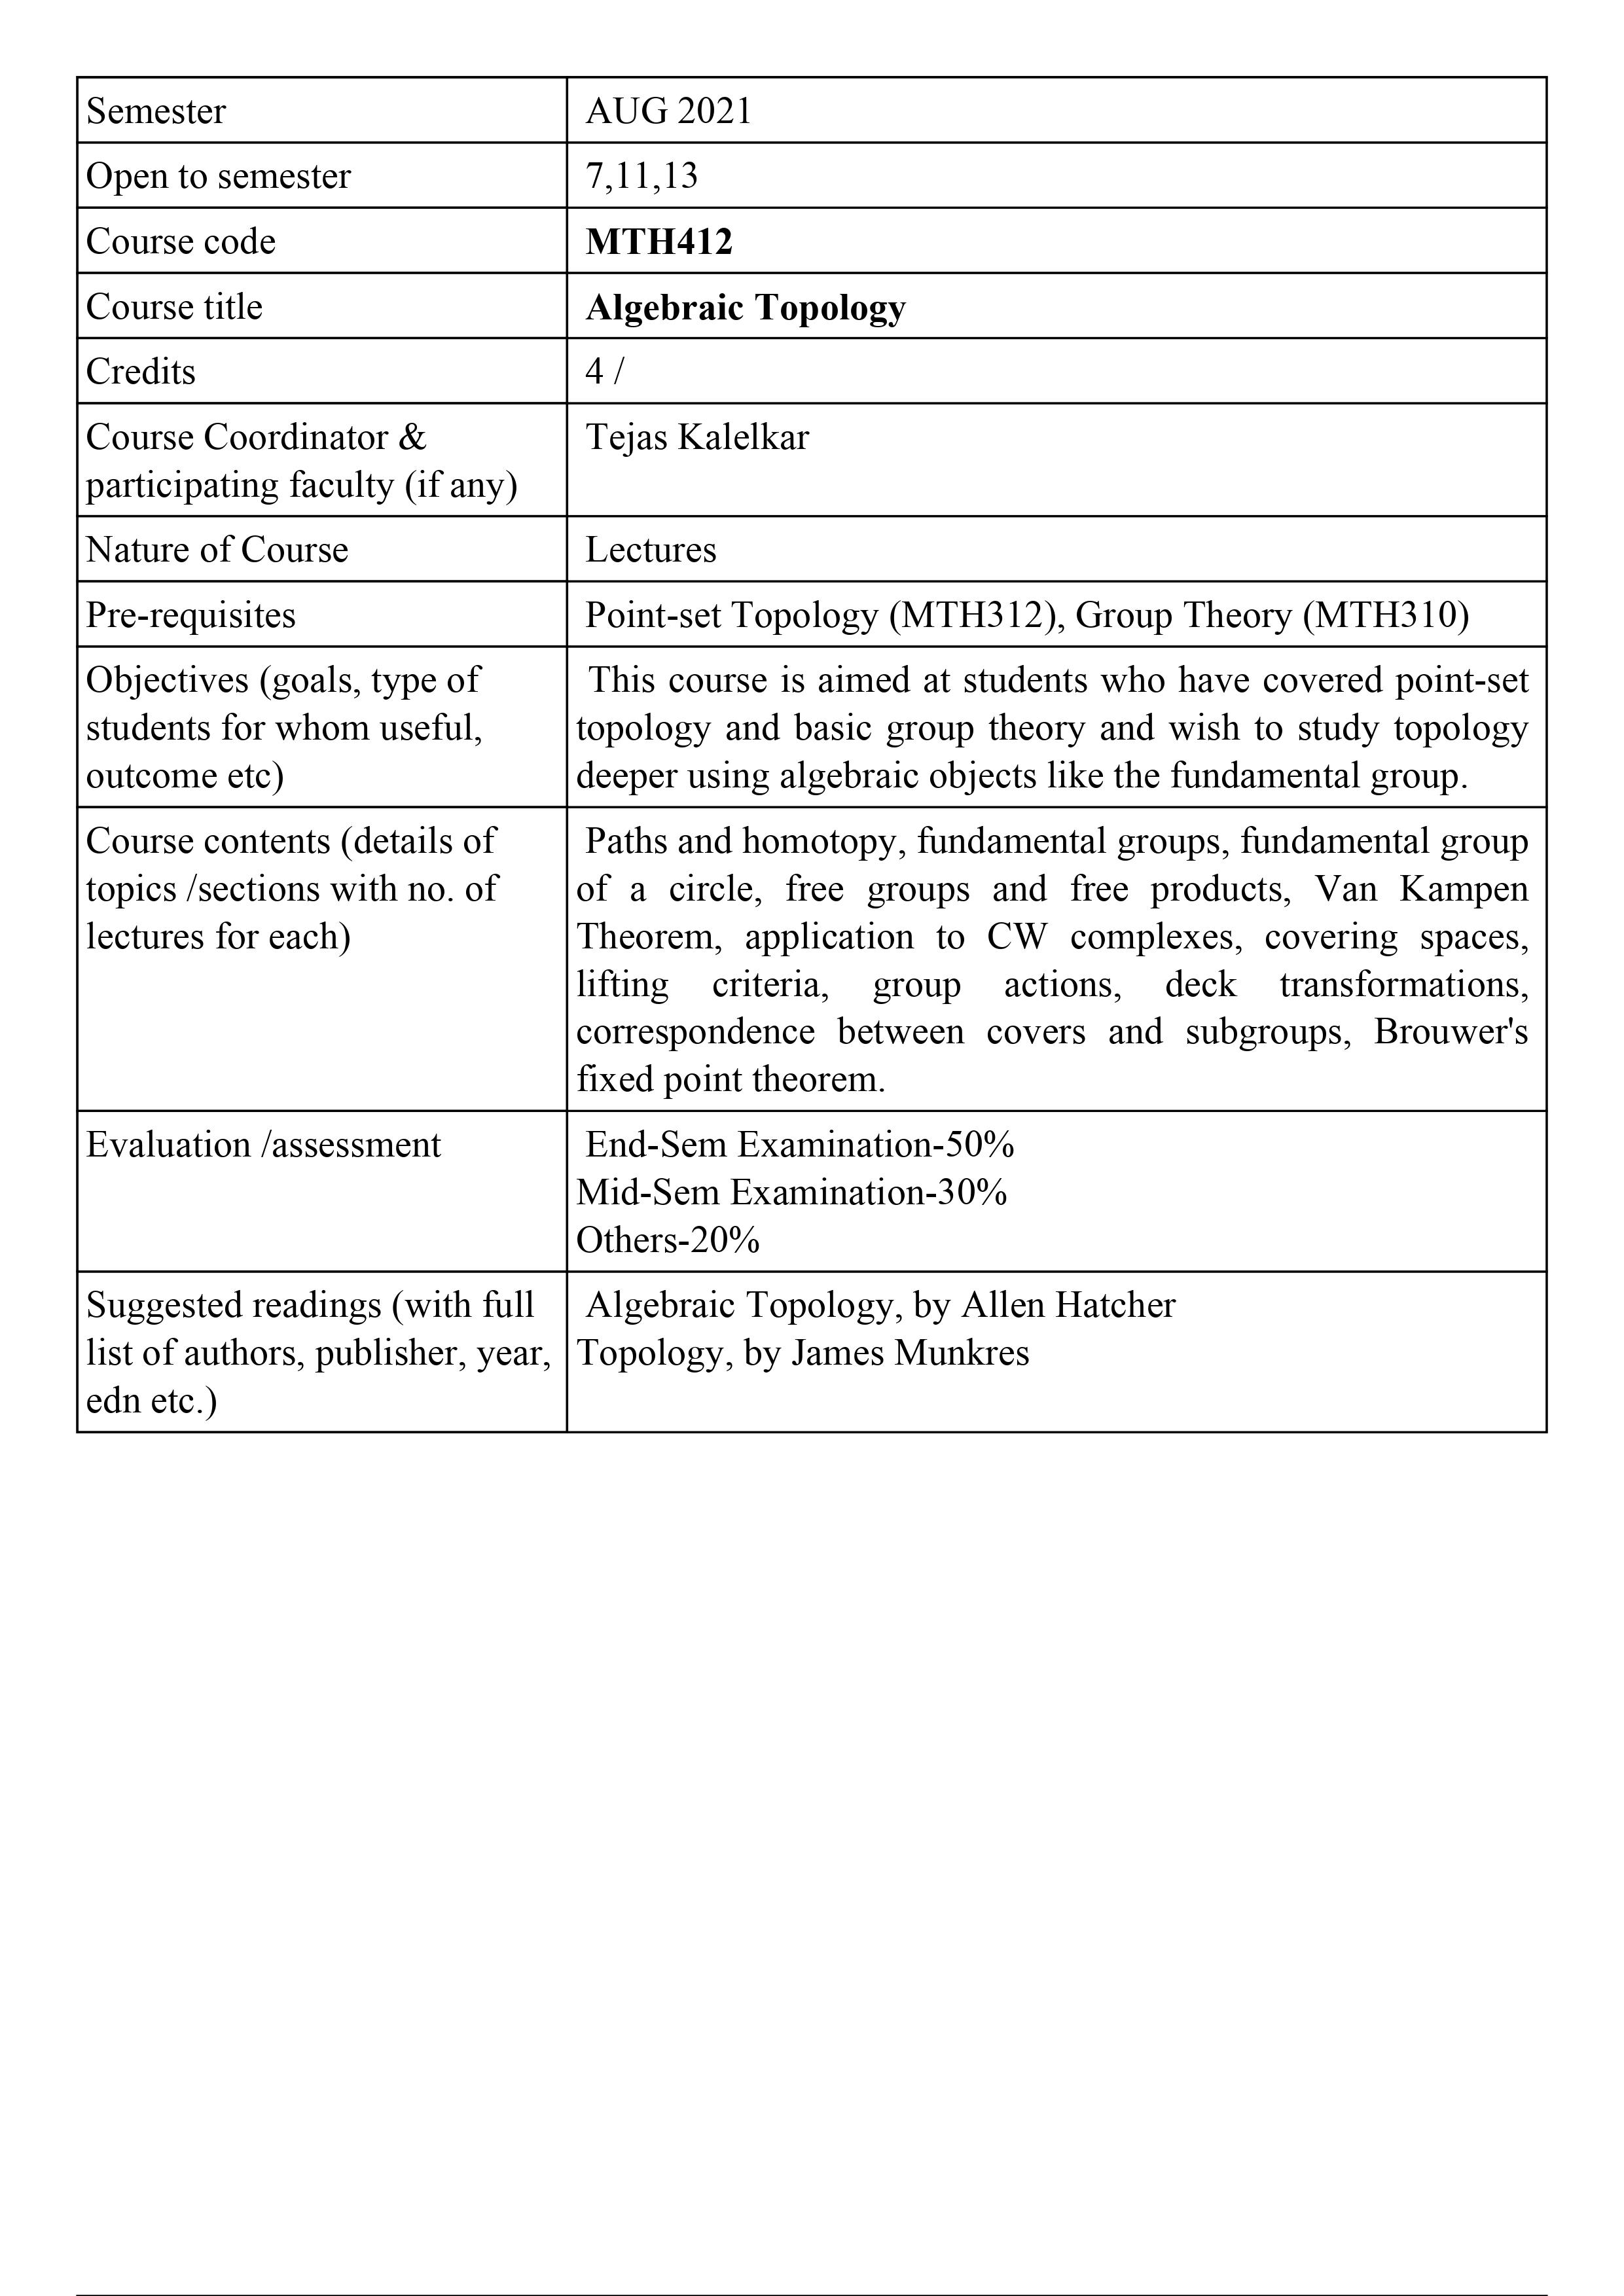 Semester
AUG 2021
Open to semester
7,11,13
Course code
MTH412
Course title
Algebraic Topology
Credits
4 /
Course Coordinator &
participating faculty (if any)
Tejas Kalelkar
Nature of Course
Lectures
Pre-requisites
Point-set Topology (MTH312), Group Theory (MTH310)
Objectives (goals, type of
students for whom useful,
outcome etc)
This course is aimed at students who have covered point-set
topology and basic group theory and wish to study topology
deeper using algebraic objects like the fundamental group.
Course contents (details of
topics /sections with no. of
lectures for each)
Paths and homotopy, fundamental groups, fundamental group
of a circle, free groups and free products, Van Kampen
Theorem, application to CW complexes, covering spaces,
lifting criteria, group actions, deck transformations,
correspondence between covers and subgroups, Brouwer's
fixed point theorem.
Evaluation /assessment
End-Sem Examination-50%
Mid-Sem Examination-30%
Others-20%
Suggested readings (with full
list of authors, publisher, year,
edn etc.)
Algebraic Topology, by Allen Hatcher
Topology, by James Munkres